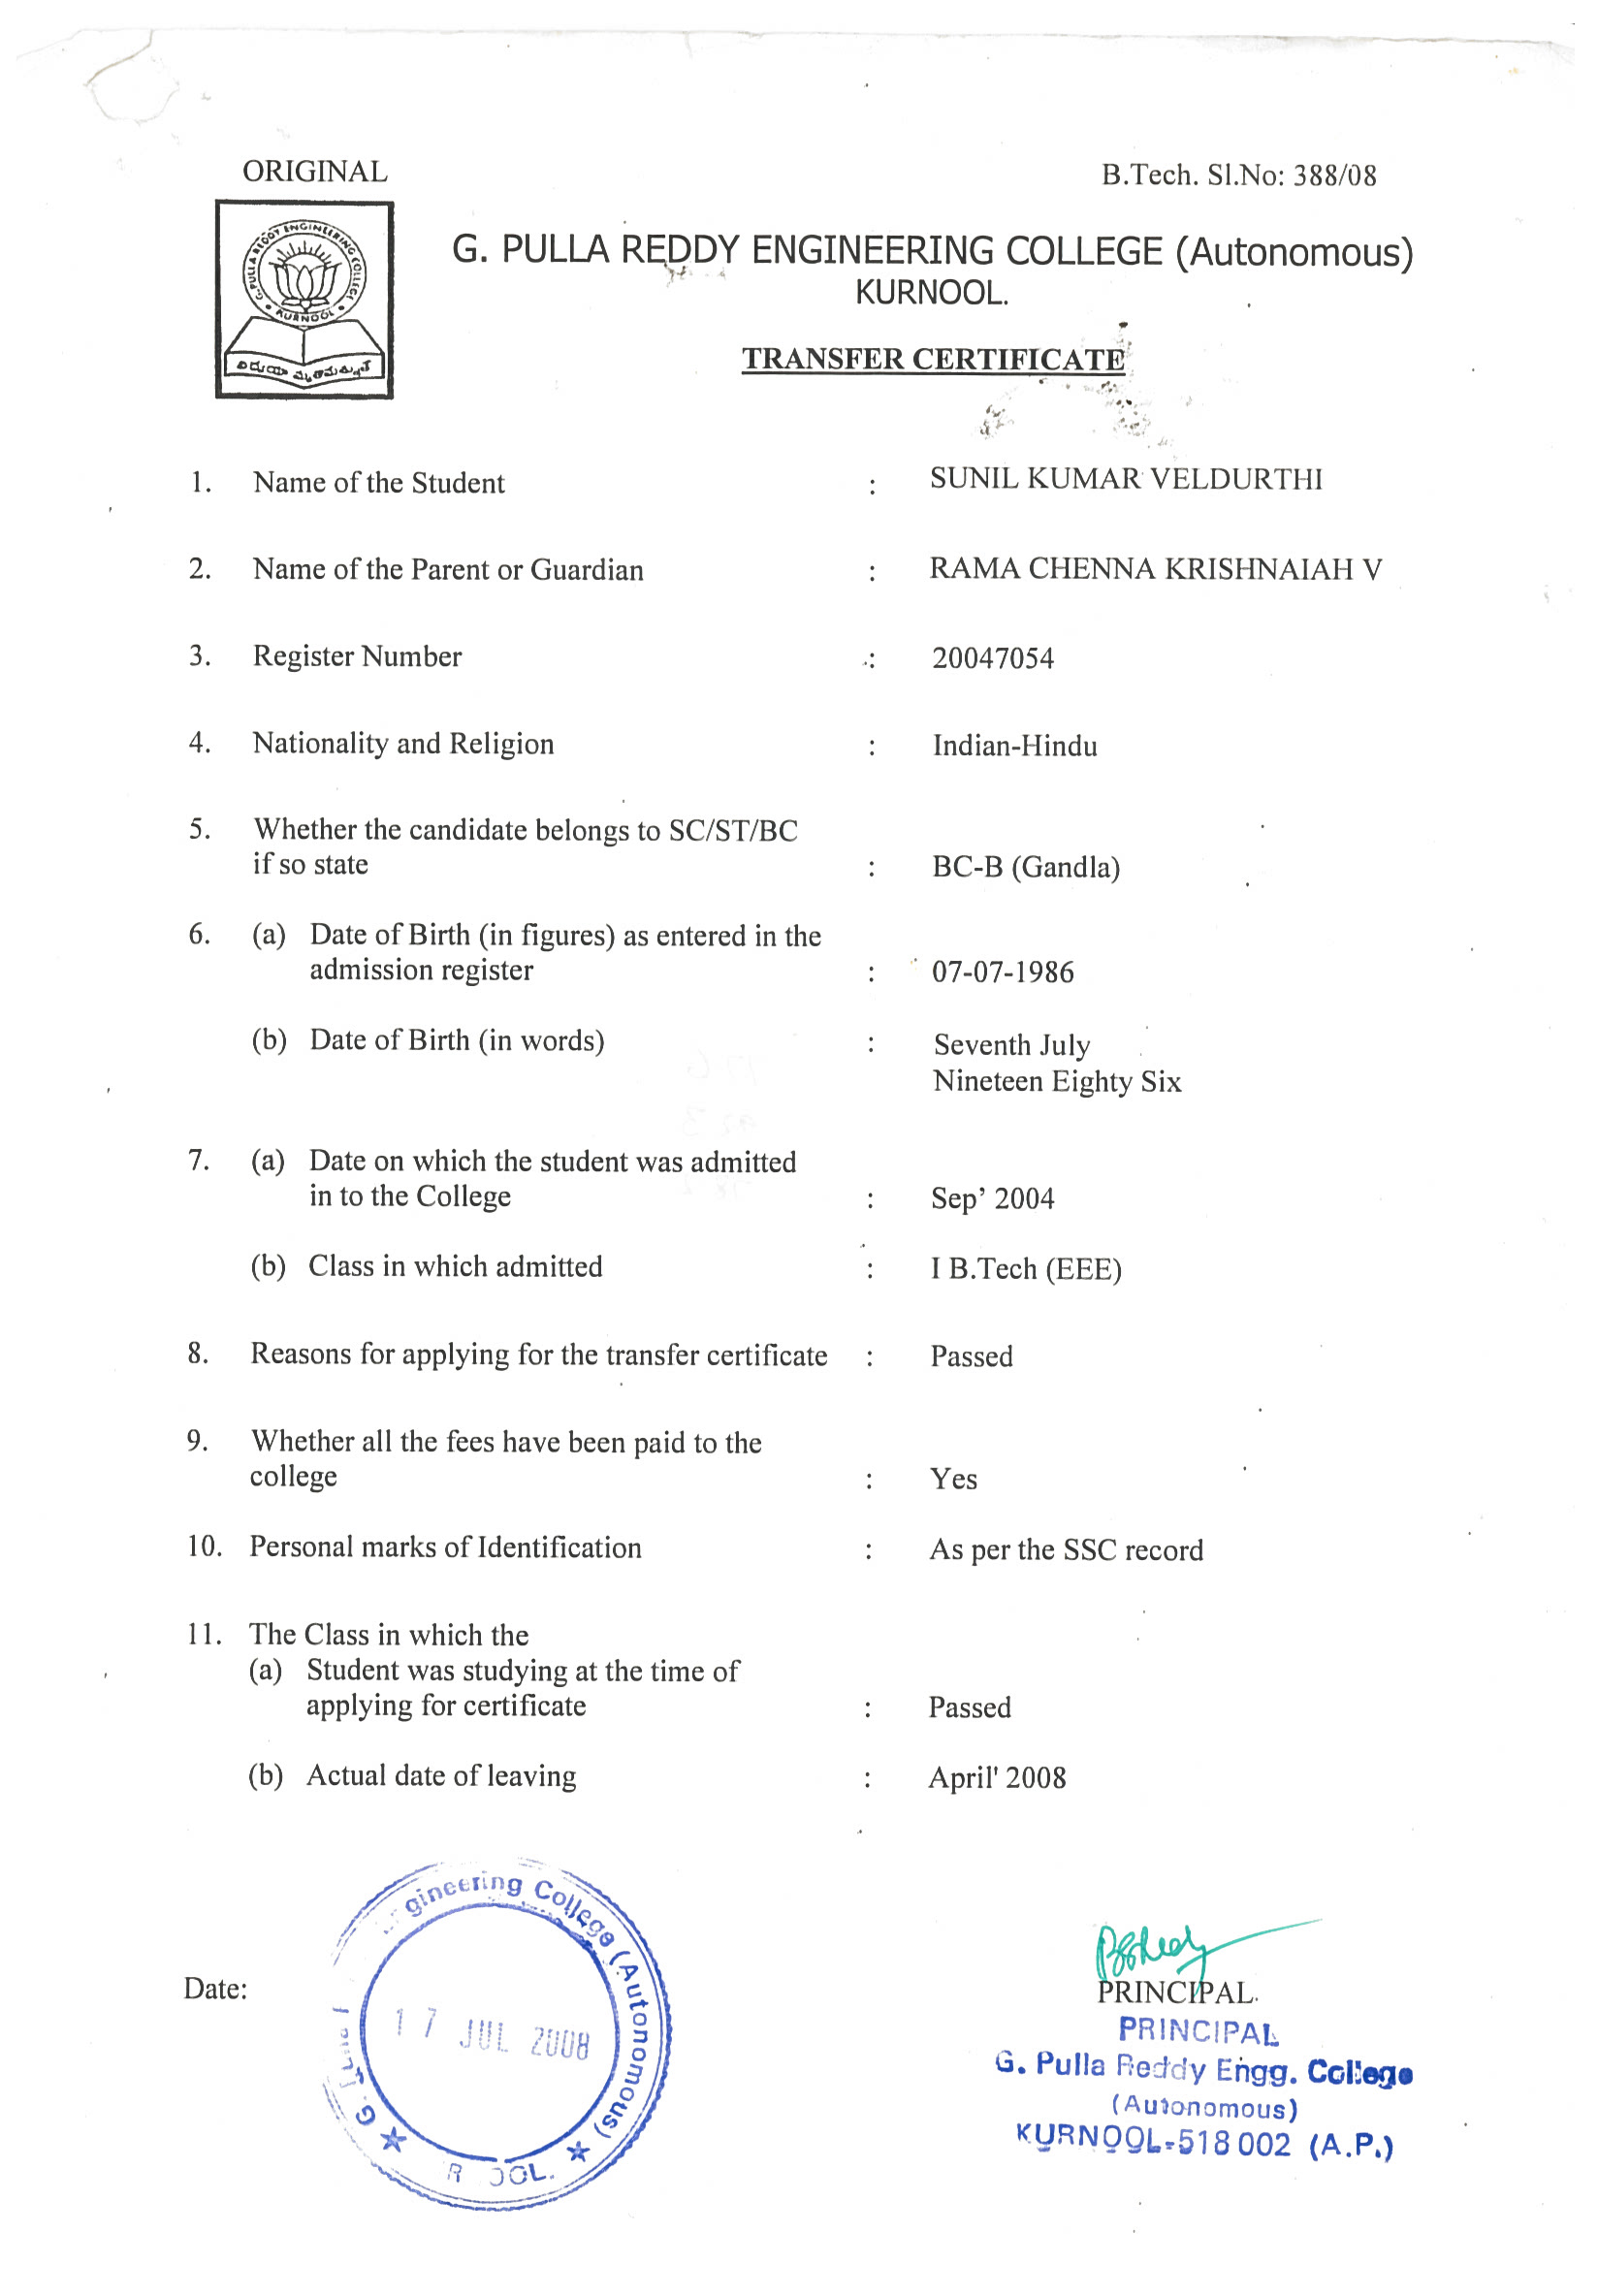 ORIGINAL
B.Tech. Sl.No: 388/08
G. PULLA REDDY ENGINEERING COLLEGE
KURNOOL
G. PULLA REDDY ENGINEERING COLLEGE (Autonomous)
KURNOOL.
TRANSFER CERTIFICATE
1. Name of the Student : SUNIL KUMAR VELDURTHI
2. Name of the Parent or Guardian : RAMA CHENNA KRISHNAIAH V
3. Register Number : 20047054
4. Nationality and Religion : Indian-Hindu
5. Whether the candidate belongs to SC/ST/BC
if so state : BC-B (Gandla)
6. (a) Date of Birth (in figures) as entered in the
admission register : 07-07-1986
(b) Date of Birth (in words) : Seventh July
Nineteen Eighty Six
7. (a) Date on which the student was admitted
in to the College : Sep’ 2004
(b) Class in which admitted : I B.Tech (EEE)
8. Reasons for applying for the transfer certificate : Passed
9. Whether all the fees have been paid to the
college : Yes
10. Personal marks of Identification : As per the SSC record
11. The Class in which the
(a) Student was studying at the time of
applying for certificate : Passed
(b) Actual date of leaving : April' 2008
Date:
gineering College (Autonomous)
17 JUL 2008
PRINCIPAL.
PRINCIPAL
G. Pulla Reddy Engg. College
(Autonomous)
KURNOOL-518 002 (A.P.)